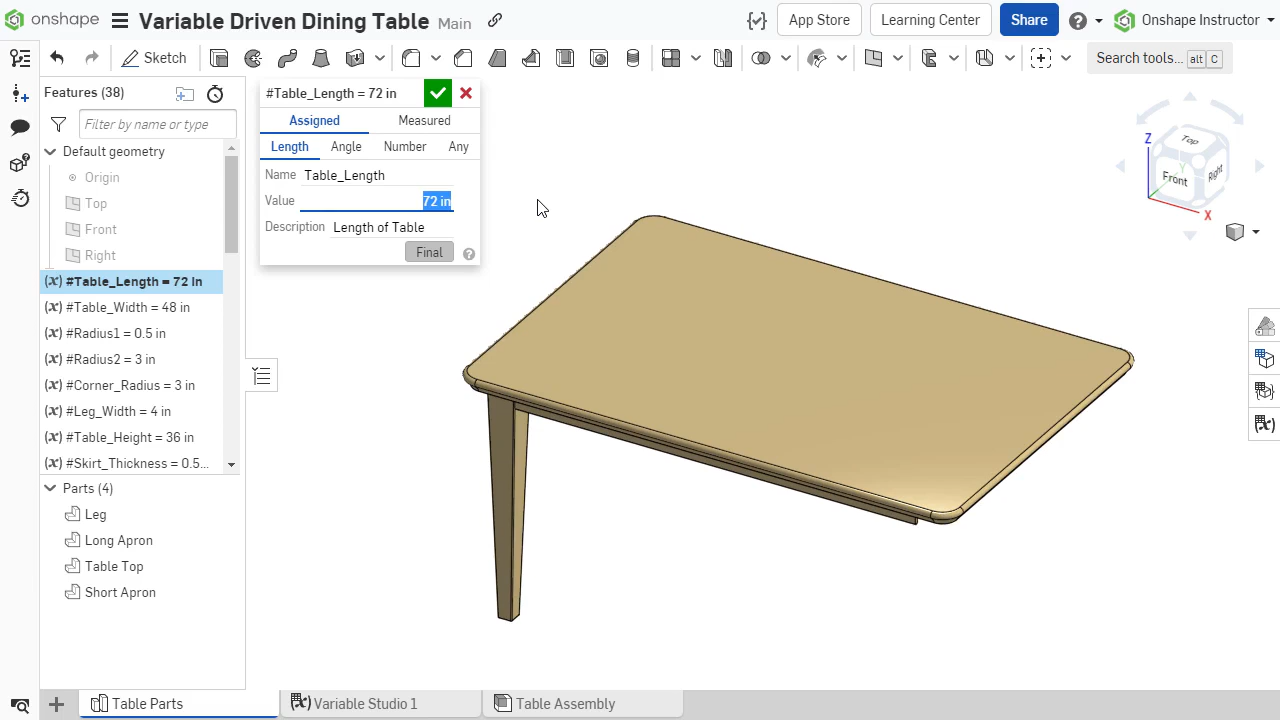 onshape Variable Driven Dining Table Main App Store Learning Center Share Onshape Instructor
Sketch Search tools... alt C
Features (38)
Filter by name or type
Default geometry
Origin
Top
Front
Right
(x) #Table_Length = 72 in
(x) #Table_Width = 48 in
(x) #Radius1 = 0.5 in
(x) #Radius2 = 3 in
(x) #Corner_Radius = 3 in
(x) #Leg_Width = 4 in
(x) #Table_Height = 36 in
(x) #Skirt_Thickness = 0.5...
Parts (4)
Leg
Long Apron
Table Top
Short Apron
#Table_Length = 72 in
Assigned Measured
Length Angle Number Any
Name Table_Length
Value 72 in
Description Length of Table
Final
Z
Top
Y
Front Right
X
Table Parts Variable Studio 1 Table Assembly